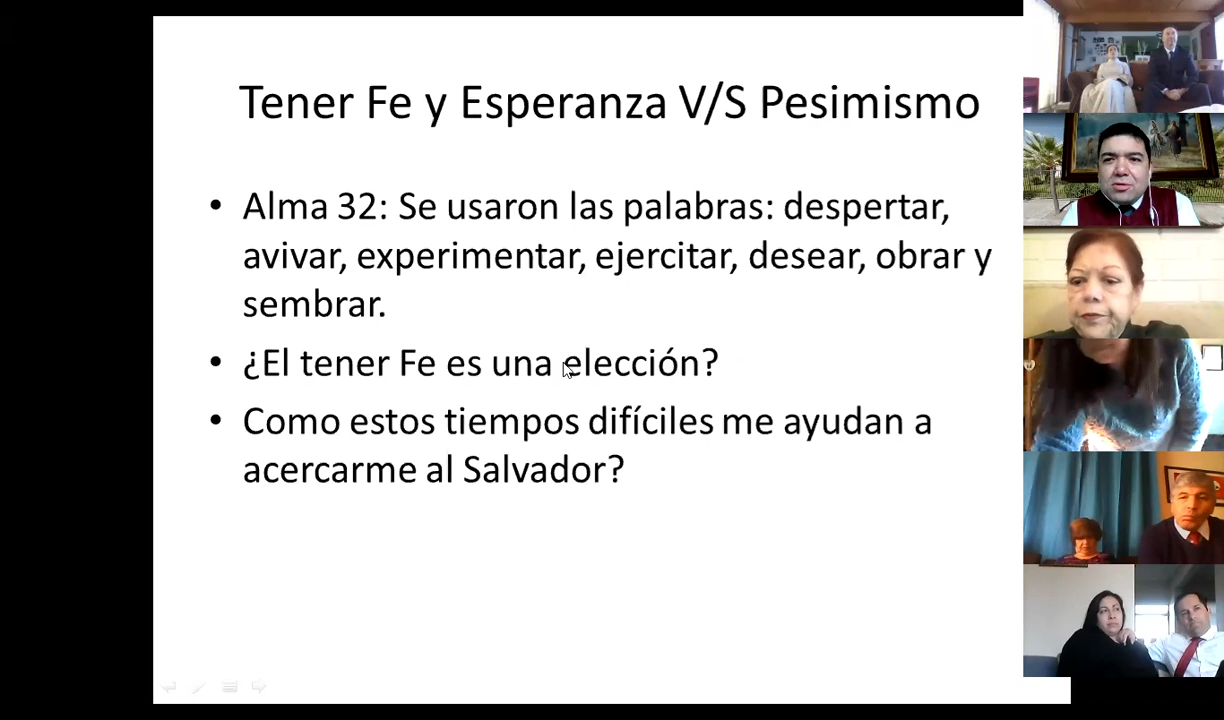 Tener Fe y Esperanza V/S Pesimismo
• Alma 32: Se usaron las palabras: despertar,
avivar, experimentar, ejercitar, desear, obrar y
sembrar.
• ¿El tener Fe es una elección?
• Como estos tiempos difíciles me ayudan a
acercarme al Salvador?